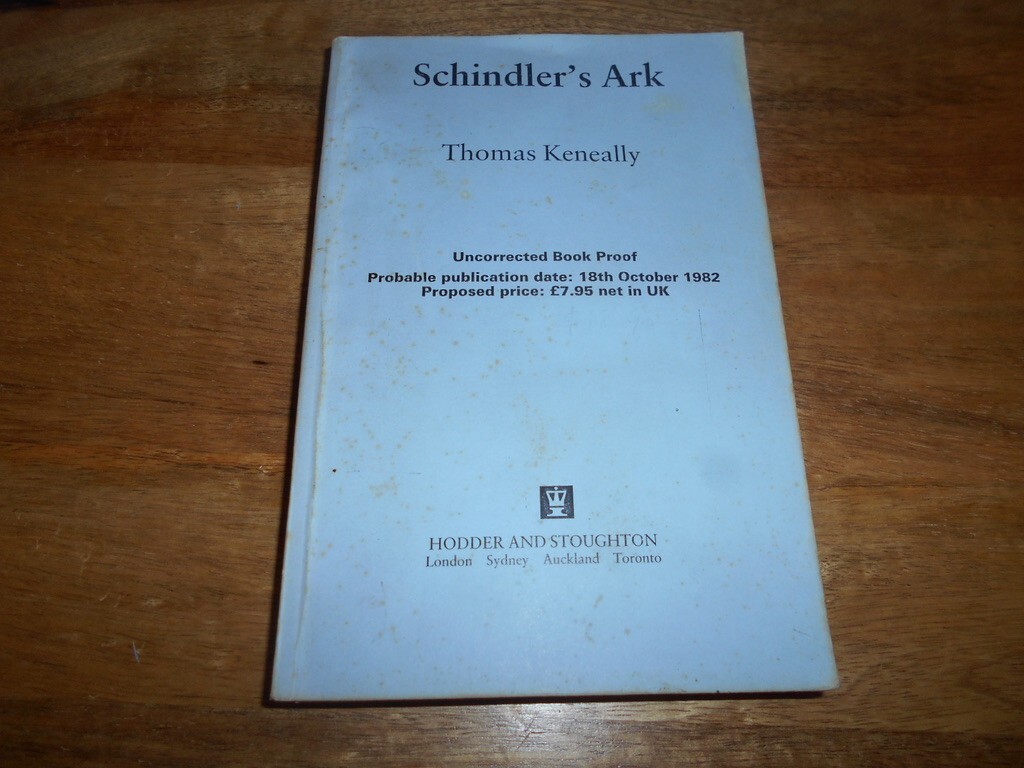 Schindler's Ark
Thomas Keneally
Uncorrected Book Proof
Probable publication date: 18th October 1982
Proposed price: £7.95 net in UK
HODDER AND STOUGHTON
London Sydney Auckland Toronto